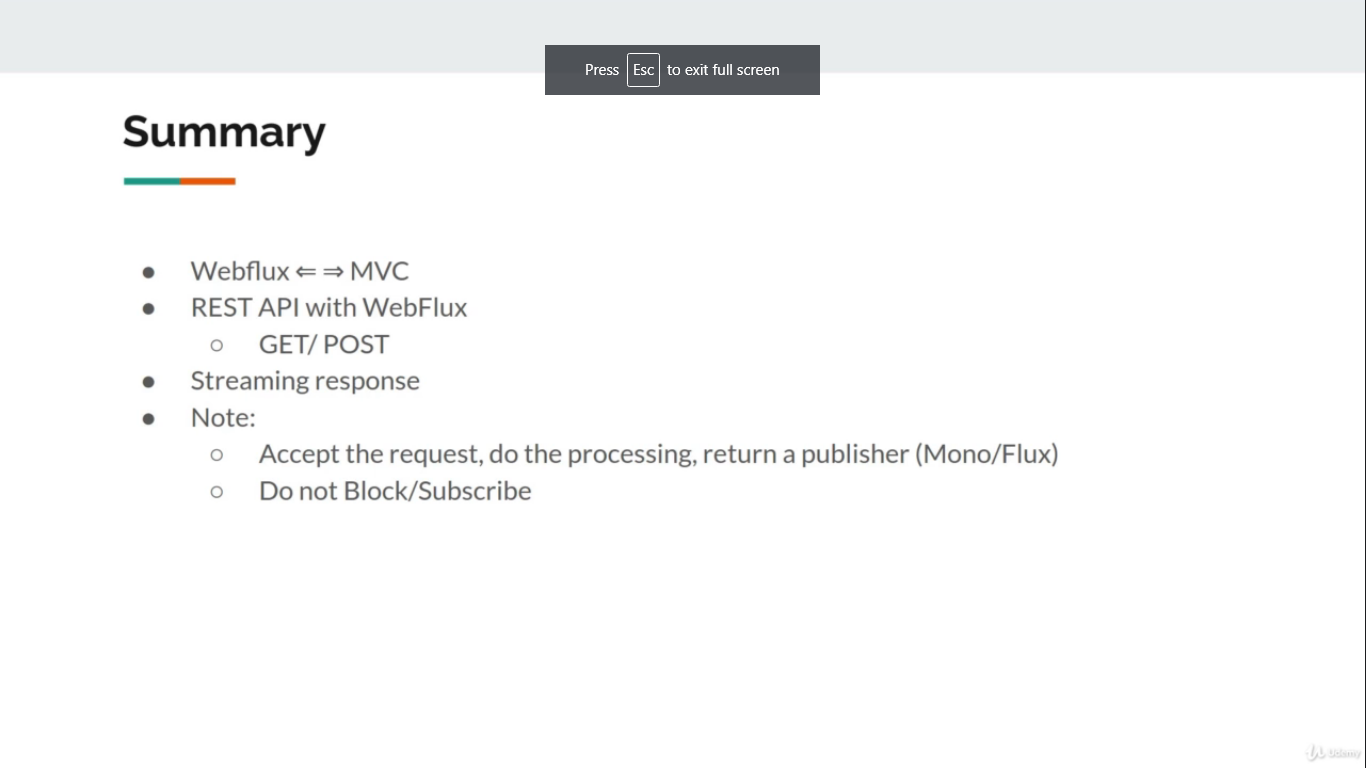 Press Esc to exit full screen
Summary
● Webflux ⇐ ⇒ MVC
● REST API with WebFlux
○ GET/ POST
● Streaming response
● Note:
○ Accept the request, do the processing, return a publisher (Mono/Flux)
○ Do not Block/Subscribe
Udemy